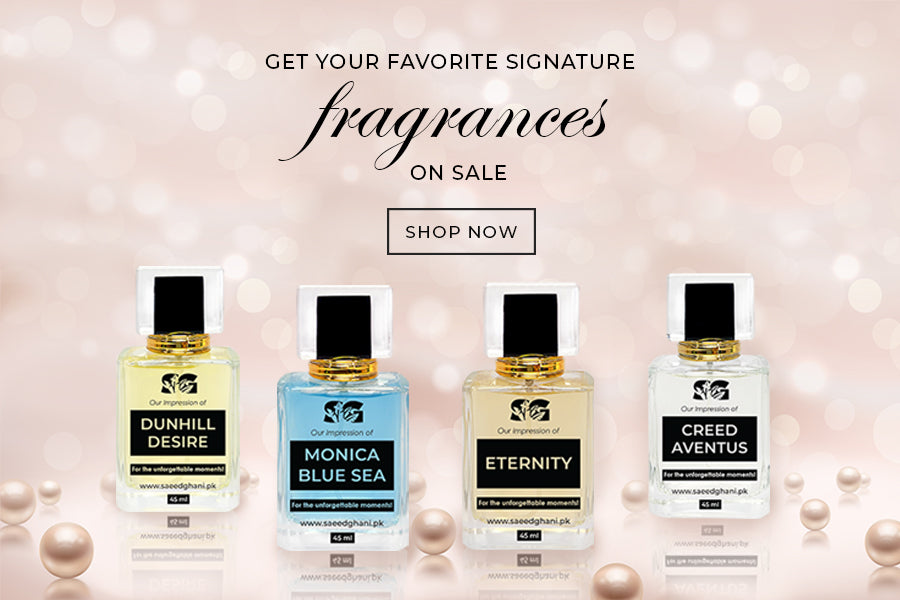 GET YOUR FAVORITE SIGNATURE
fragrances
ON SALE
SHOP NOW
SG
Our Impression of
DUNHILL
DESIRE
For the unforgettable moments!
www.saeedghani.pk
45 ml
SG
Our Impression of
MONICA
BLUE SEA
For the unforgettable moments!
www.saeedghani.pk
45 ml
SG
Our Impression of
ETERNITY
For the unforgettable moments!
www.saeedghani.pk
45 ml
SG
Our Impression of
CREED
AVENTUS
For the unforgettable moments!
www.saeedghani.pk
45 ml